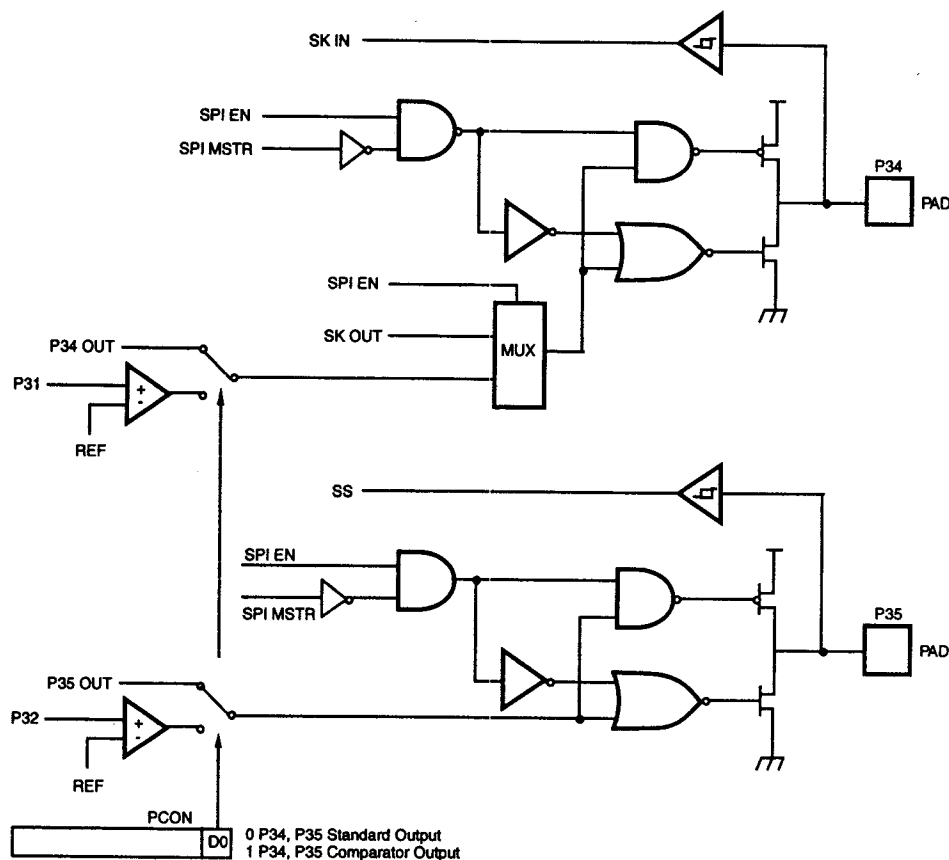 SK IN
SPI EN
SPI MSTR
P34
PAD
SPI EN
SK OUT
MUX
P34 OUT
P31
+
-
REF
SS
SPI EN
SPI MSTR
P35
PAD
P35 OUT
P32
+
-
REF
PCON
D0
0 P34, P35 Standard Output
1 P34, P35 Comparator Output